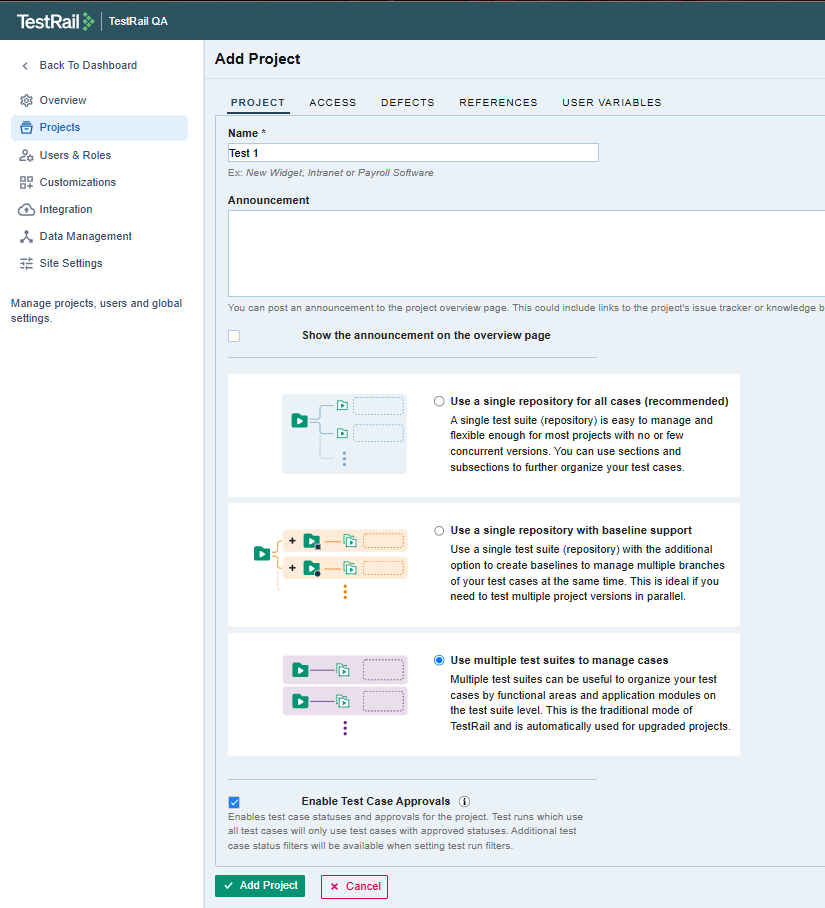 TestRail TestRail QA
Back To Dashboard
Overview
Projects
Users & Roles
Customizations
Integration
Data Management
Site Settings
Manage projects, users and global
settings.
Add Project
PROJECT ACCESS DEFECTS REFERENCES USER VARIABLES
Name *
Test 1
Ex: New Widget, Intranet or Payroll Software
Announcement
You can post an announcement to the project overview page. This could include links to the project's issue tracker or knowledge b
Show the announcement on the overview page
Use a single repository for all cases (recommended)
A single test suite (repository) is easy to manage and
flexible enough for most projects with no or few
concurrent versions. You can use sections and
subsections to further organize your test cases.
Use a single repository with baseline support
Use a single test suite (repository) with the additional
option to create baselines to manage multiple branches
of your test cases at the same time. This is ideal if you
need to test multiple project versions in parallel.
Use multiple test suites to manage cases
Multiple test suites can be useful to organize your test
cases by functional areas and application modules on
the test suite level. This is the traditional mode of
TestRail and is automatically used for upgraded projects.
Enable Test Case Approvals
Enables test case statuses and approvals for the project. Test runs which use
all test cases will only use test cases with approved statuses. Additional test
case status filters will be available when setting test run filters.
Add Project Cancel